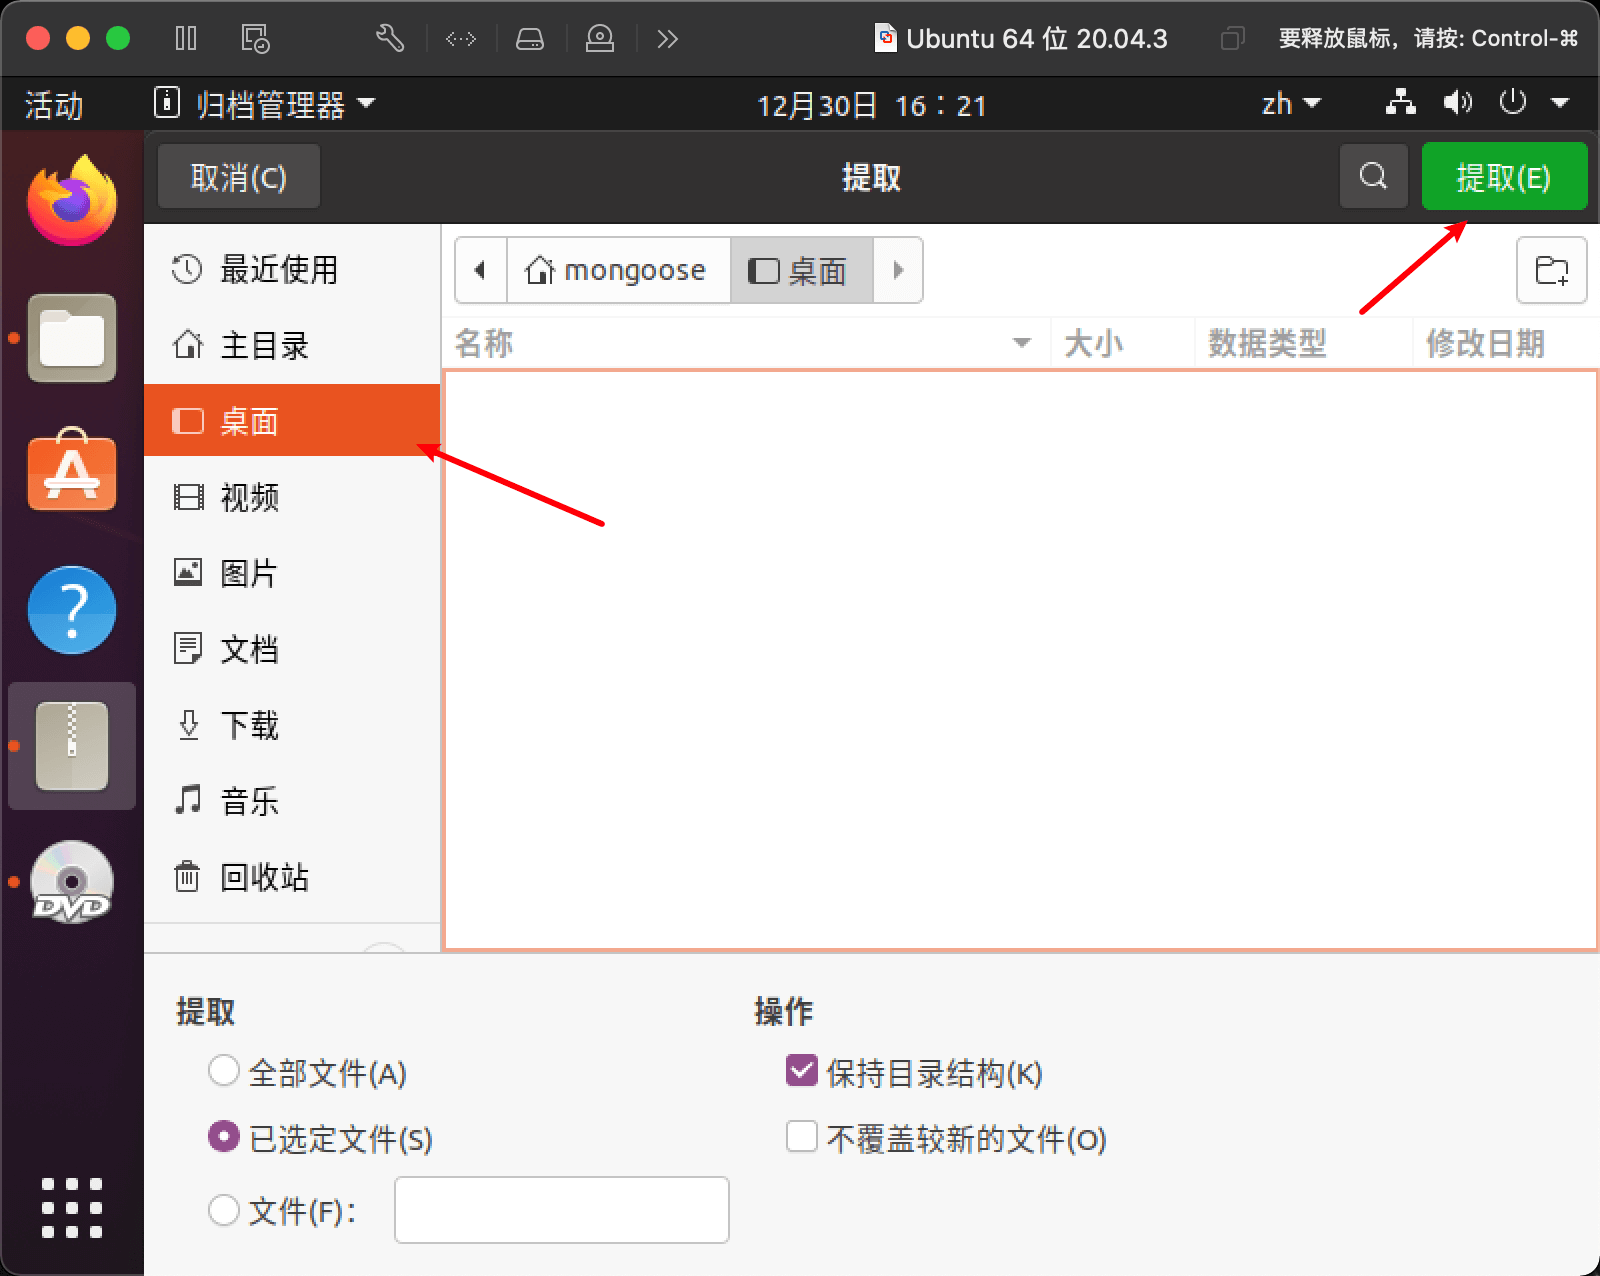 Ubuntu 64 位 20.04.3
要释放鼠标，请按: Control-⌘
活动
归档管理器
12月30日 16：21
zh
取消(C)
提取
提取(E)
最近使用
主目录
桌面
视频
图片
文档
下载
音乐
回收站
mongoose
桌面
名称
大小
数据类型
修改日期
A
?
DVD
提取
全部文件(A)
已选定文件(S)
文件(F)：
操作
保持目录结构(K)
不覆盖较新的文件(O)